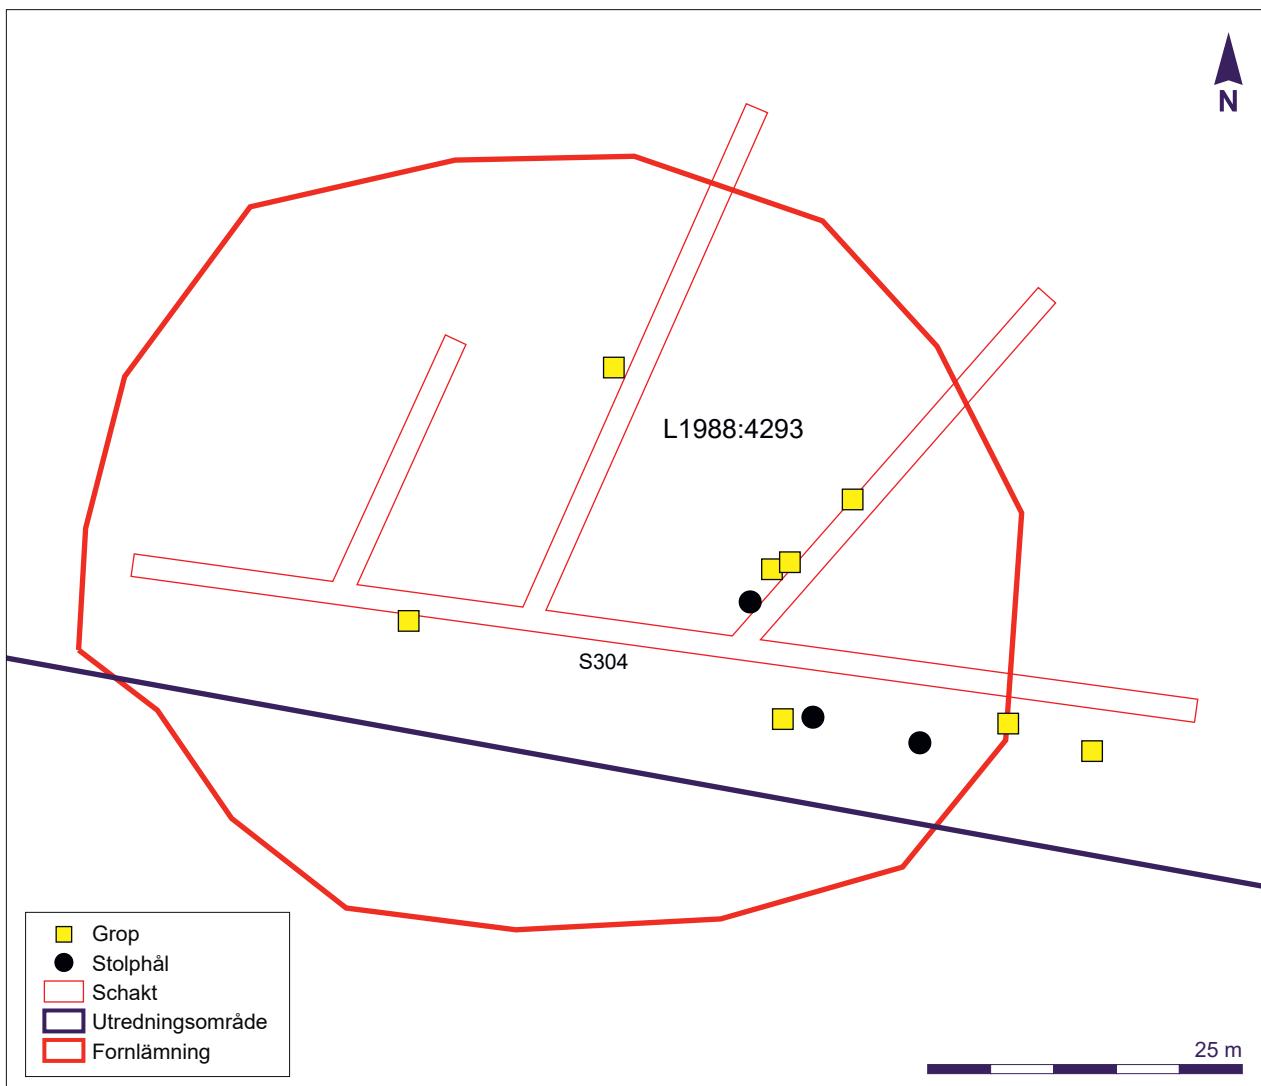 N
L1988:4293
S304
Grop
Stolphål
Schakt
Utredningsområde
Fornlämning
25 m